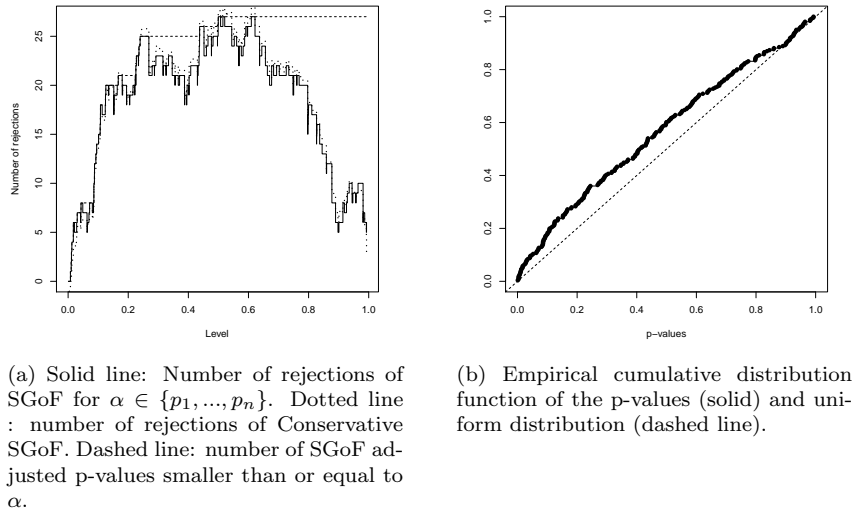 Number of rejections
25
20
15
10
5
0
0.0 0.2 0.4 0.6 0.8 1.0
Level
1.0
0.8
0.6
0.4
0.2
0.0
0.0 0.2 0.4 0.6 0.8 1.0
p−values
(a) Solid line: Number of rejections of
SGoF for α ∈ {p₁, ..., pₙ}. Dotted line
: number of rejections of Conservative
SGoF. Dashed line: number of SGoF ad-
justed p-values smaller than or equal to
α.
(b) Empirical cumulative distribution
function of the p-values (solid) and uni-
form distribution (dashed line).